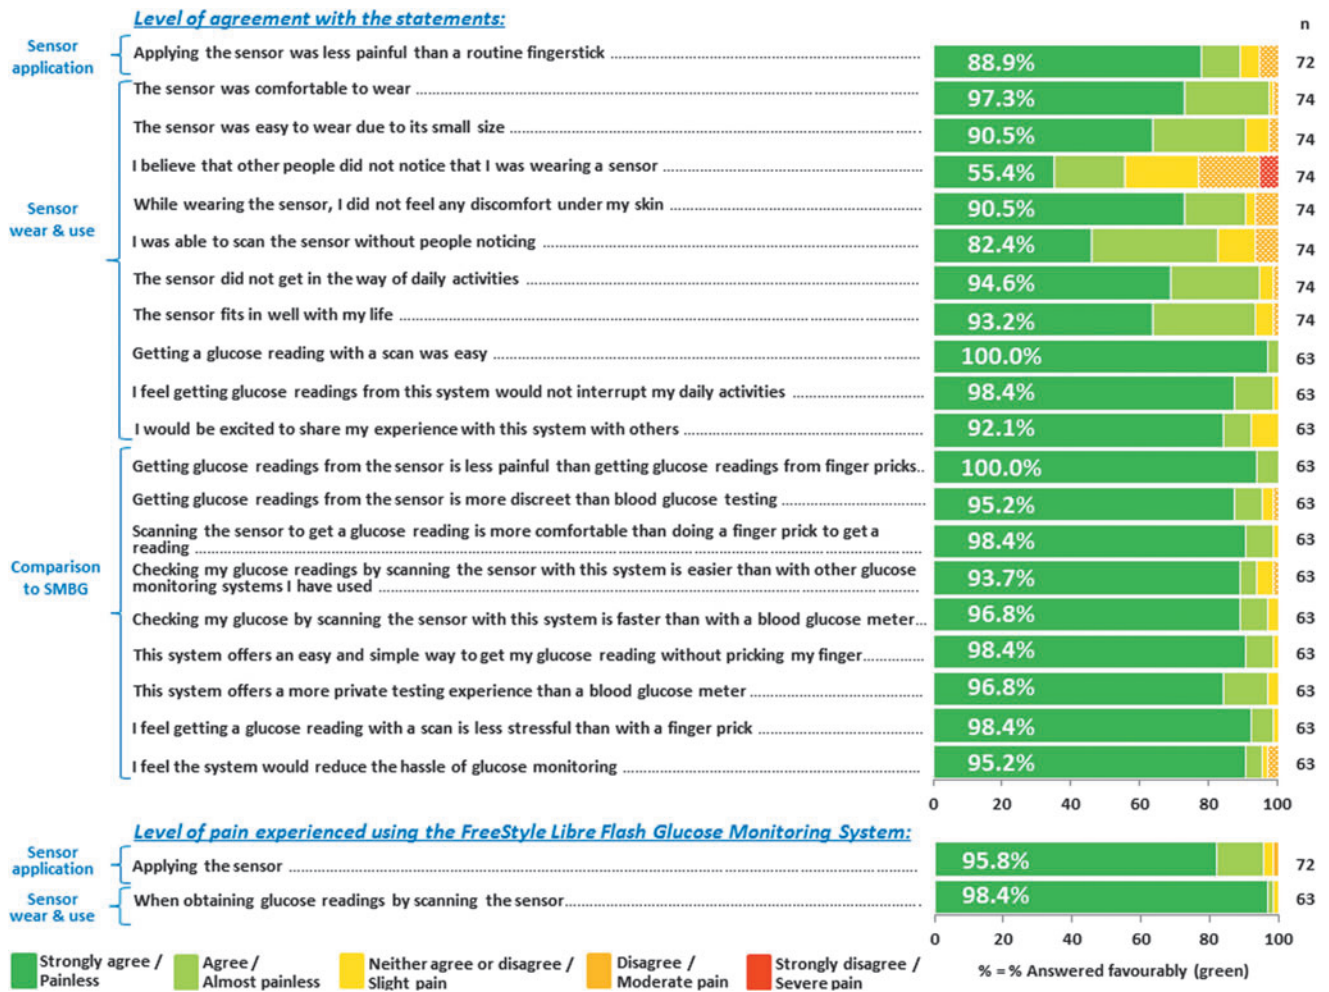 Level of agreement with the statements:
n
Sensor
application
Applying the sensor was less painful than a routine fingerstick
88.9%
72
The sensor was comfortable to wear
97.3%
74
The sensor was easy to wear due to its small size
90.5%
74
I believe that other people did not notice that I was wearing a sensor
55.4%
74
Sensor
wear & use
While wearing the sensor, I did not feel any discomfort under my skin
90.5%
74
I was able to scan the sensor without people noticing
82.4%
74
The sensor did not get in the way of daily activities
94.6%
74
The sensor fits in well with my life
93.2%
74
Getting a glucose reading with a scan was easy
100.0%
63
I feel getting glucose readings from this system would not interrupt my daily activities
98.4%
63
I would be excited to share my experience with this system with others
92.1%
63
Getting glucose readings from the sensor is less painful than getting glucose readings from finger pricks..
100.0%
63
Getting glucose readings from the sensor is more discreet than blood glucose testing
95.2%
63
Scanning the sensor to get a glucose reading is more comfortable than doing a finger prick to get a
reading
98.4%
63
Comparison
to SMBG
Checking my glucose readings by scanning the sensor with this system is easier than with other glucose
monitoring systems I have used
93.7%
63
Checking my glucose by scanning the sensor with this system is faster than with a blood glucose meter...
96.8%
63
This system offers an easy and simple way to get my glucose reading without pricking my finger
98.4%
63
This system offers a more private testing experience than a blood glucose meter
96.8%
63
I feel getting a glucose reading with a scan is less stressful than with a finger prick
98.4%
63
I feel the system would reduce the hassle of glucose monitoring
95.2%
63
0 20 40 60 80 100
Level of pain experienced using the FreeStyle Libre Flash Glucose Monitoring System:
Sensor
application
Applying the sensor
95.8%
72
Sensor
wear & use
When obtaining glucose readings by scanning the sensor
98.4%
63
0 20 40 60 80 100
Strongly agree /
Painless
Agree /
Almost painless
Neither agree or disagree /
Slight pain
Disagree /
Moderate pain
Strongly disagree /
Severe pain
% = % Answered favourably (green)